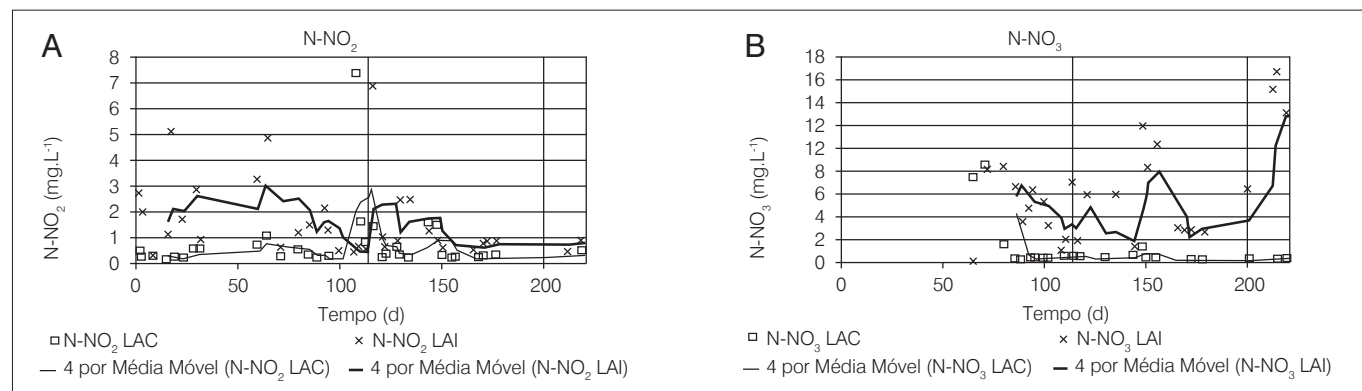 A
N-NO2
8
7
6
5
4
3
2
1
0
N-NO2 (mg.L-1)
0 50 100 150 200
Tempo (d)
N-NO2 LAC N-NO2 LAI
4 por Média Móvel (N-NO2 LAC) 4 por Média Móvel (N-NO2 LAI)
B
N-NO3
18
16
14
12
10
8
6
4
2
0
N-NO3 (mg.L-1)
0 50 100 150 200
Tempo (d)
N-NO3 LAC N-NO3 LAI
4 por Média Móvel (N-NO3 LAC) 4 por Média Móvel (N-NO3 LAI)